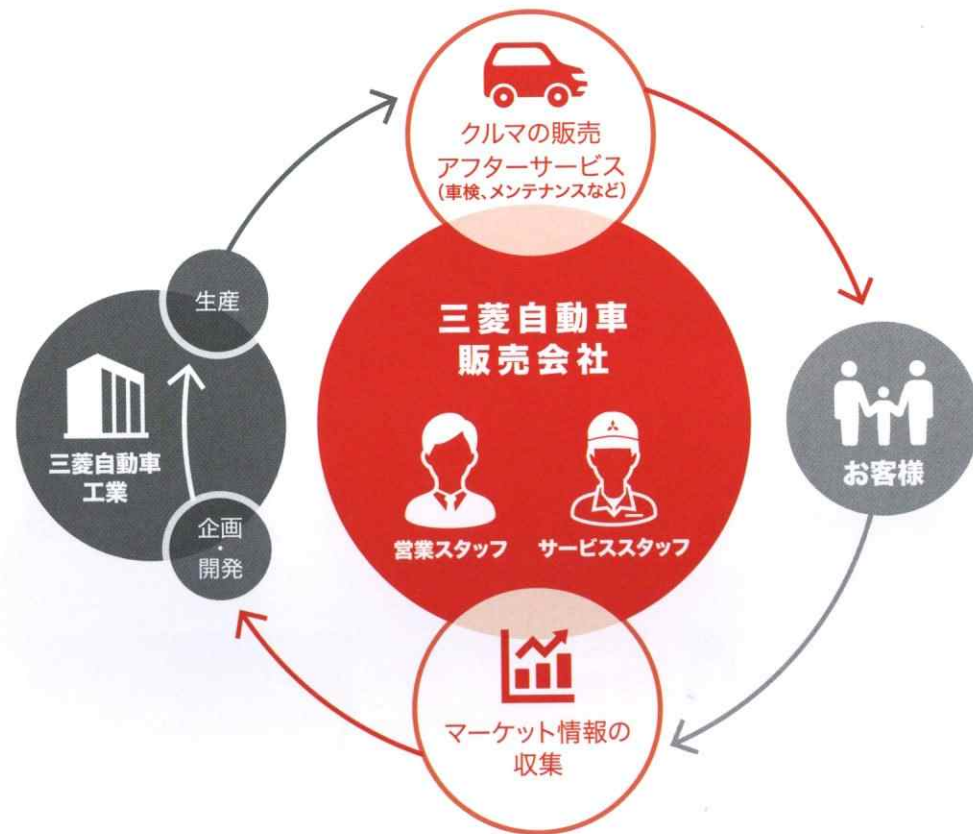 クルマの販売
アフターサービス
(車検、メンテナンスなど)
生産
三菱自動車
販売会社
三菱自動車
工業
企画
・
開発
営業スタッフ
サービススタッフ
お客様
マーケット情報の
収集